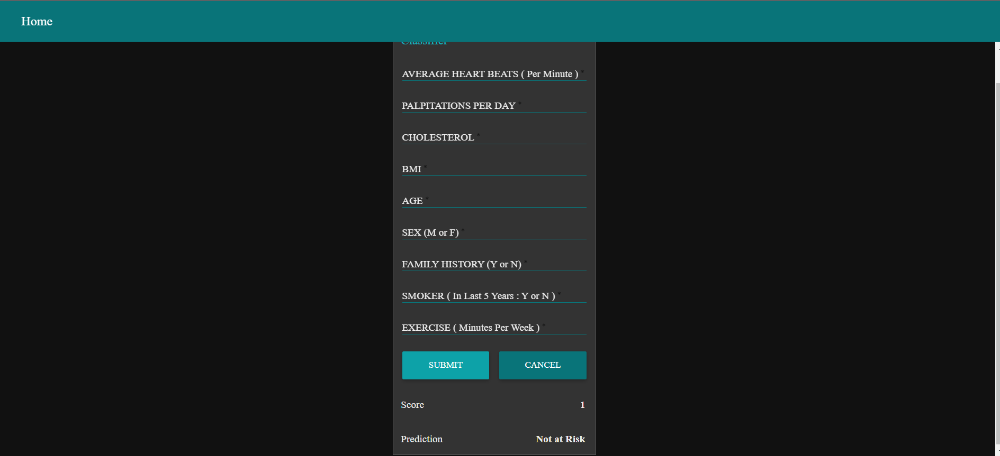 Home
Classifier
AVERAGE HEART BEATS ( Per Minute ) *
PALPITATIONS PER DAY *
CHOLESTEROL *
BMI *
AGE *
SEX (M or F) *
FAMILY HISTORY (Y or N) *
SMOKER ( In Last 5 Years : Y or N ) *
EXERCISE ( Minutes Per Week ) *
SUBMIT CANCEL
Score 1
Prediction Not at Risk